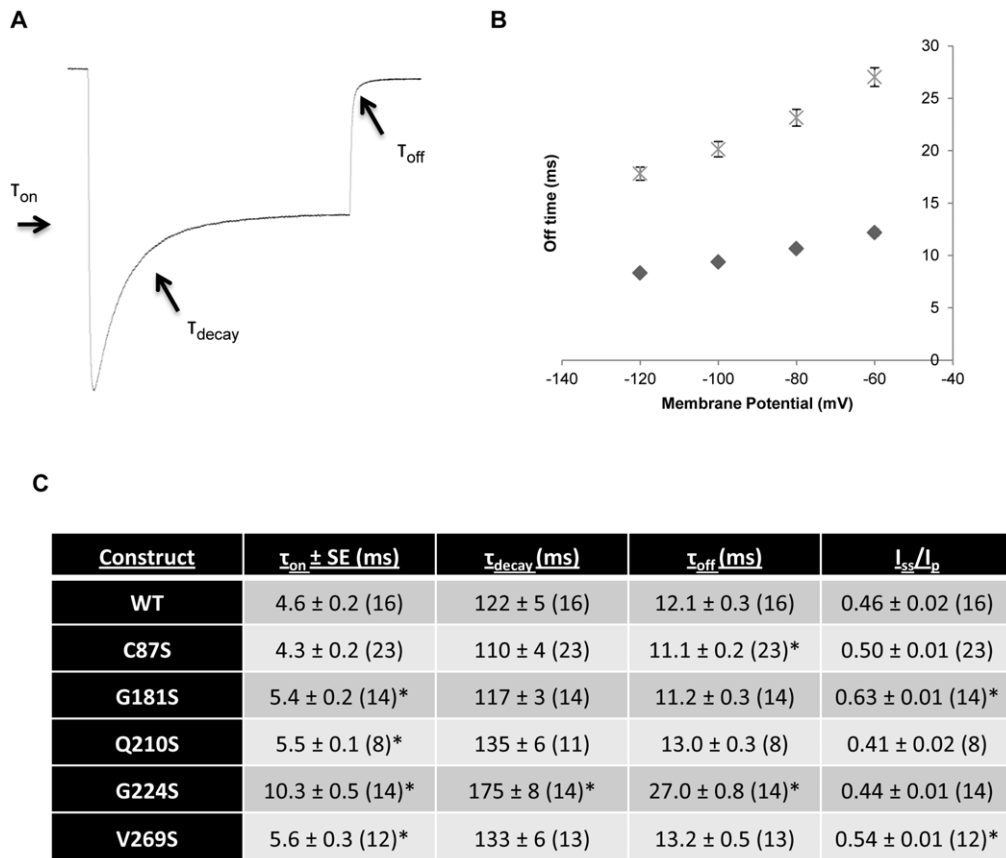 A
τon
τdecay
τoff
B
Off time (ms)
30
25
20
15
10
5
0
-140 -120 -100 -80 -60 -40
Membrane Potential (mV)
C
Construct τon ± SE (ms) τdecay (ms) τoff (ms) Iss/Ip
WT 4.6 ± 0.2 (16) 122 ± 5 (16) 12.1 ± 0.3 (16) 0.46 ± 0.02 (16)
C87S 4.3 ± 0.2 (23) 110 ± 4 (23) 11.1 ± 0.2 (23)* 0.50 ± 0.01 (23)
G181S 5.4 ± 0.2 (14)* 117 ± 3 (14) 11.2 ± 0.3 (14) 0.63 ± 0.01 (14)*
Q210S 5.5 ± 0.1 (8)* 135 ± 6 (11) 13.0 ± 0.3 (8) 0.41 ± 0.02 (8)
G224S 10.3 ± 0.5 (14)* 175 ± 8 (14)* 27.0 ± 0.8 (14)* 0.44 ± 0.01 (14)
V269S 5.6 ± 0.3 (12)* 133 ± 6 (13) 13.2 ± 0.5 (13) 0.54 ± 0.01 (12)*